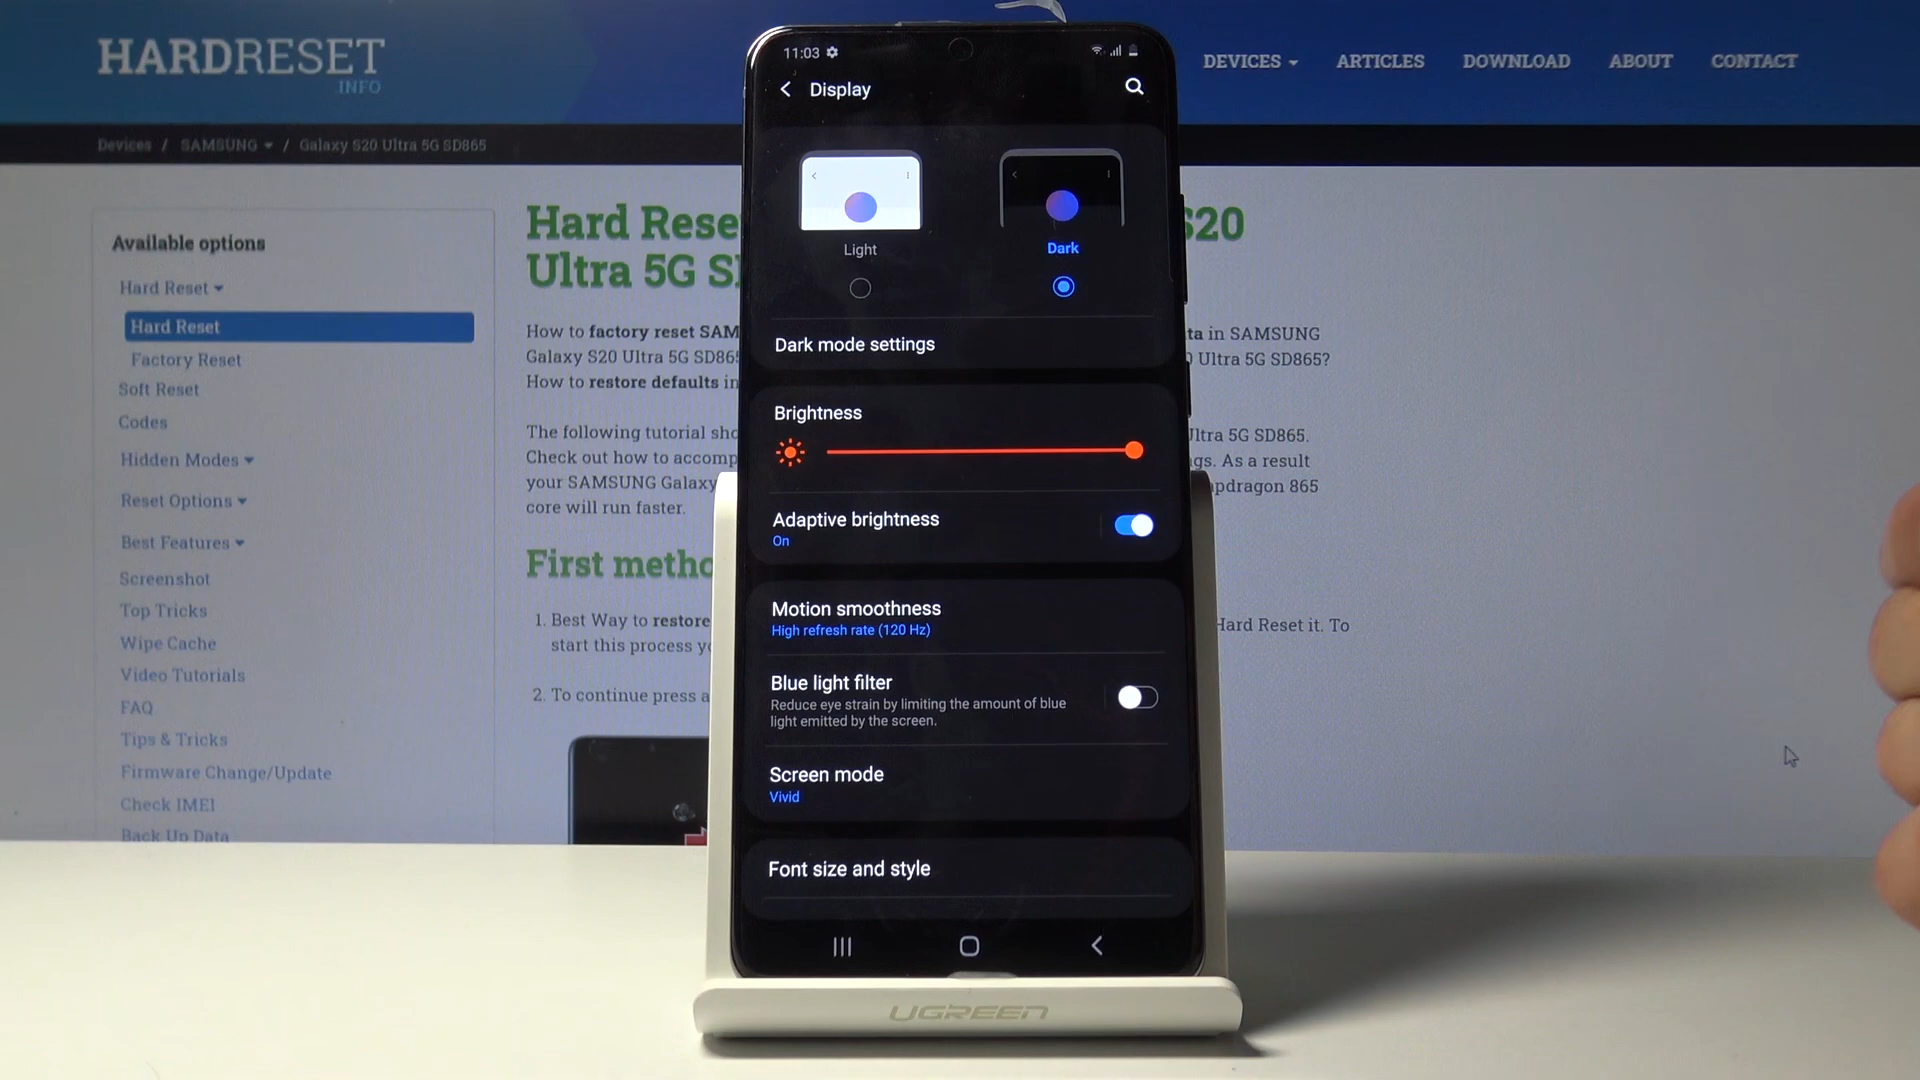 HARDRESET
.INFO
DEVICES
ARTICLES
DOWNLOAD
ABOUT
CONTACT
Devices / SAMSUNG / Galaxy S20 Ultra 5G SD865
Available options
Hard Reset
Hard Reset
Factory Reset
Soft Reset
Codes
Hidden Modes
Reset Options
Best Features
Screenshot
Top Tricks
Wipe Cache
Video Tutorials
FAQ
Tips & Tricks
Firmware Change/Update
Check IMEI
Back Up Data
Hard Rese
S20
Ultra 5G S
How to factory reset SAM
ta in SAMSUNG
Galaxy S20 Ultra 5G SD865
Ultra 5G SD865?
How to restore defaults in
The following tutorial sho
Ultra 5G SD865.
Check out how to accomp
gs. As a result
your SAMSUNG Galaxy
apdragon 865
core will run faster.
First metho
1. Best Way to restore
Hard Reset it. To
start this process yo
2. To continue press a
11:03
Display
Light
Dark
Dark mode settings
Brightness
Adaptive brightness
On
Motion smoothness
High refresh rate (120 Hz)
Blue light filter
Reduce eye strain by limiting the amount of blue
light emitted by the screen.
Screen mode
Vivid
Font size and style
UGREEN